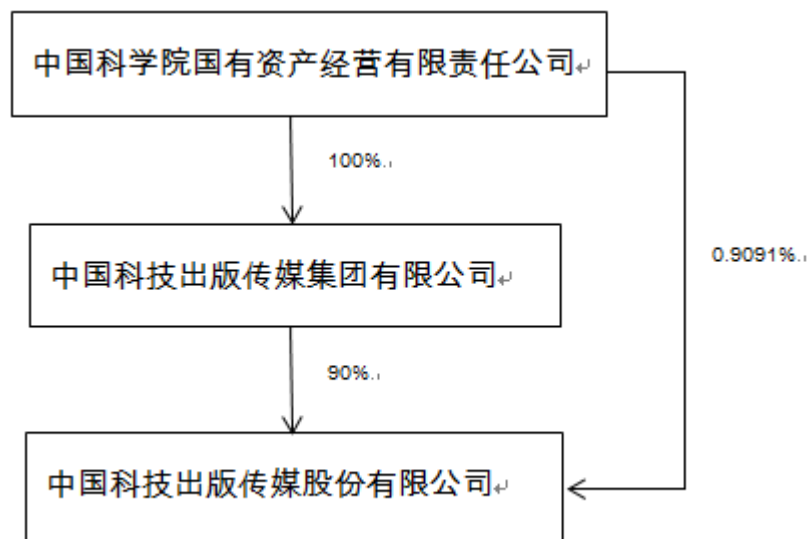 中国科学院国有资产经营有限责任公司
100%
0.9091%
中国科技出版传媒集团有限公司
90%
中国科技出版传媒股份有限公司